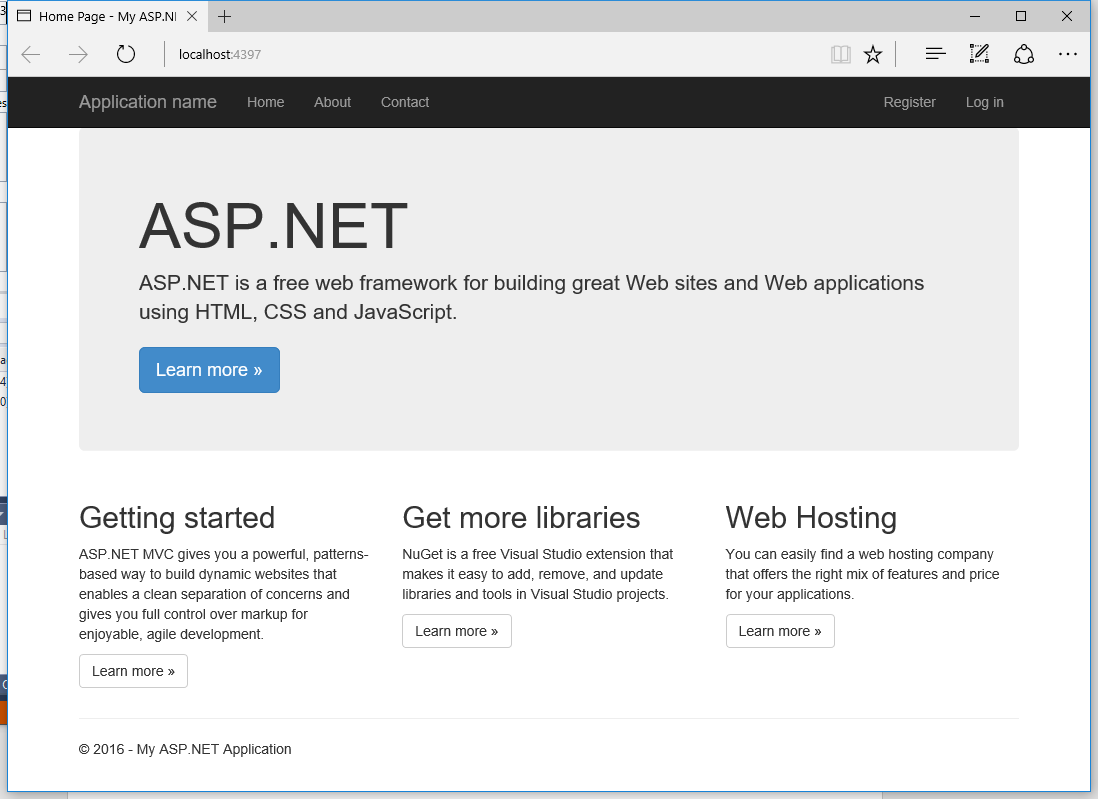 Home Page - My ASP.NE
localhost:4397
Application name Home About Contact Register Log in
ASP.NET
ASP.NET is a free web framework for building great Web sites and Web applications
using HTML, CSS and JavaScript.
Learn more »
Getting started
ASP.NET MVC gives you a powerful, patterns-
based way to build dynamic websites that
enables a clean separation of concerns and
gives you full control over markup for
enjoyable, agile development.
Learn more »
Get more libraries
NuGet is a free Visual Studio extension that
makes it easy to add, remove, and update
libraries and tools in Visual Studio projects.
Learn more »
Web Hosting
You can easily find a web hosting company
that offers the right mix of features and price
for your applications.
Learn more »
© 2016 - My ASP.NET Application